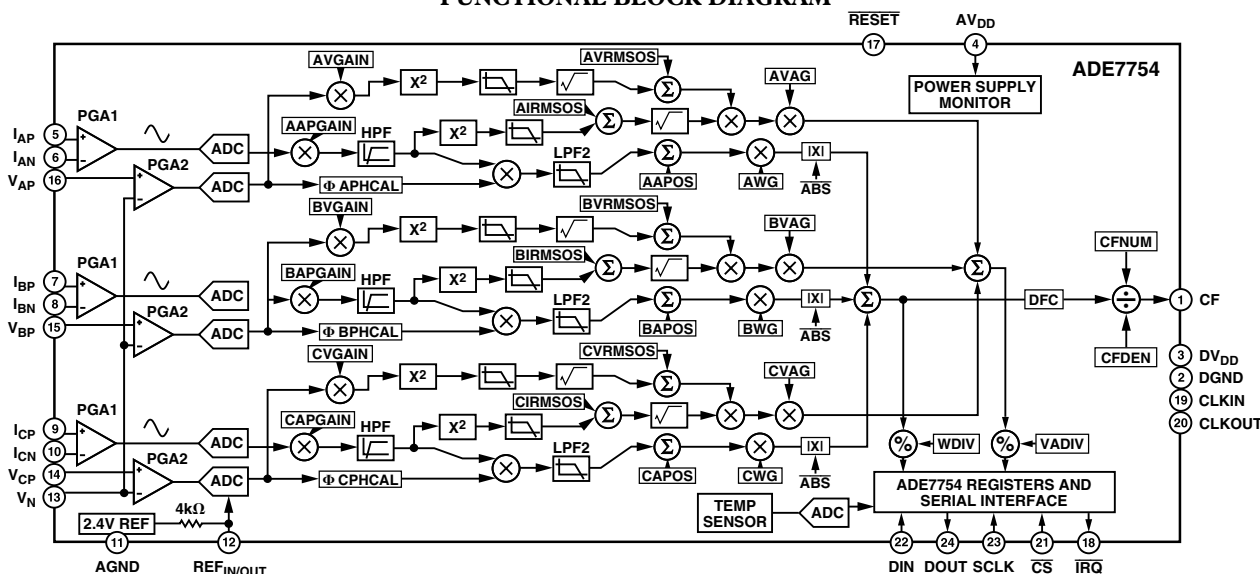 FUNCTIONAL BLOCK DIAGRAM
RESET
AVDD
17
4
ADE7754
POWER SUPPLY
MONITOR
AVGAIN
X²
√
AVRMSOS
Σ
AVAG
AIRMSOS
PGA1
IAP 5
IAN 6
ADC
AAPGAIN
HPF
X²
Σ
√
VAP 16
PGA2
ADC
Φ APHCAL
LPF2
Σ
AAPOS
AWG
|X|
ABS
BVGAIN
X²
√
BVRMSOS
Σ
BVAG
BIRMSOS
PGA1
IBP 7
IBN 8
ADC
BAPGAIN
HPF
X²
Σ
√
Σ
VBP 15
PGA2
ADC
Φ BPHCAL
LPF2
Σ
BAPOS
BWG
|X|
ABS
Σ
DFC
CFNUM
÷
CFDEN
1 CF
3 DVDD
2 DGND
19 CLKIN
20 CLKOUT
CVGAIN
X²
√
CVRMSOS
Σ
CVAG
CIRMSOS
PGA1
ICP 9
ICN 10
ADC
CAPGAIN
HPF
X²
Σ
√
VCP 14
VN 13
PGA2
ADC
Φ CPHCAL
LPF2
Σ
CAPOS
CWG
|X|
ABS
%
WDIV
%
VADIV
ADE7754 REGISTERS AND
SERIAL INTERFACE
TEMP
SENSOR
ADC
2.4V REF
4kΩ
11
12
22
24
23
21
18
AGND
REFIN/OUT
DIN DOUT SCLK CS IRQ